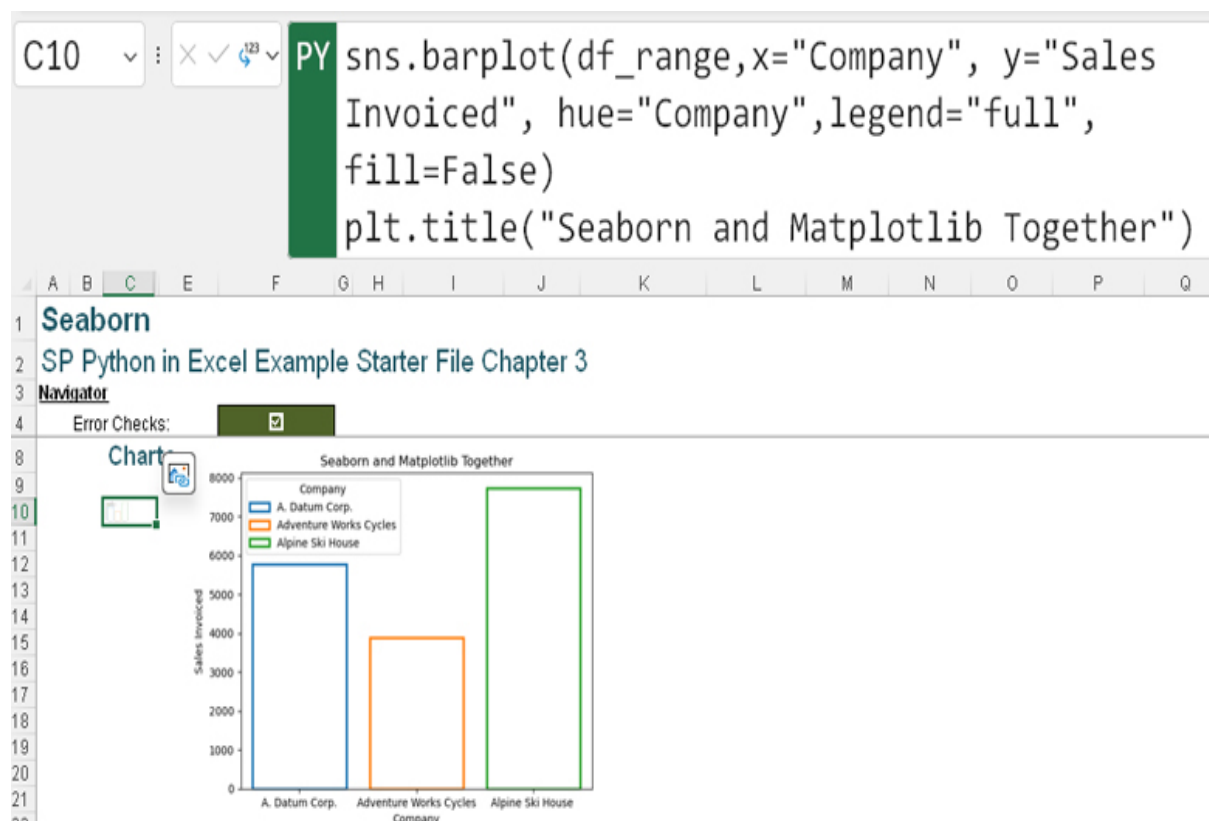 C10
123
PY
sns.barplot(df_range,x="Company", y="Sales
Invoiced", hue="Company",legend="full",
fill=False)
plt.title("Seaborn and Matplotlib Together")
A B C E F G H I J K L M N O P Q
1 Seaborn
2 SP Python in Excel Example Starter File Chapter 3
3 Navigator
4 Error Checks:
8
9
10
11
12
13
14
15
16
17
18
19
20
21
Seaborn and Matplotlib Together
8000
7000
6000
5000
4000
3000
2000
1000
0
Sales Invoiced
Company
A. Datum Corp.
Adventure Works Cycles
Alpine Ski House
A. Datum Corp. Adventure Works Cycles Alpine Ski House
Company